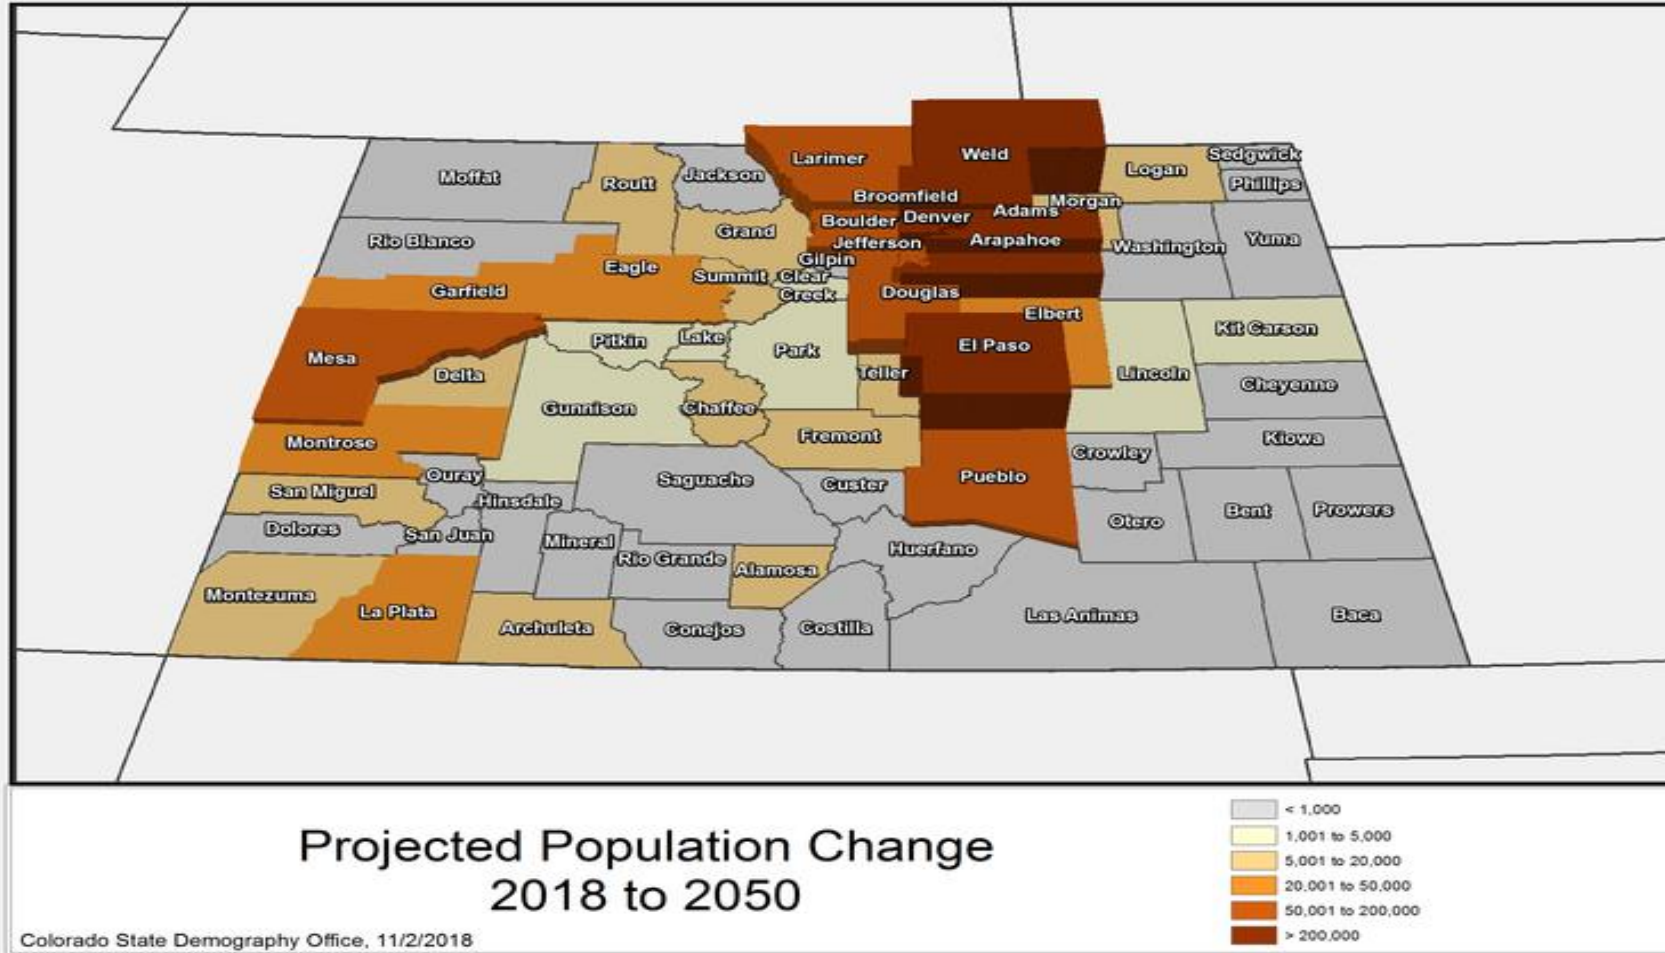 Larimer
Weld
Moffat
Routt
Jackson
Logan
Sedgwick
Phillips
Broomfield
Morgan
Rio Blanco
Grand
Boulder
Denver
Adams
Jefferson
Arapahoe
Washington
Yuma
Gilpin
Eagle
Summit
Clear
Creek
Garfield
Douglas
Elbert
Kit Carson
Mesa
Pitkin
Lake
Park
El Paso
Delta
Teller
Lincoln
Cheyenne
Gunnison
Chaffee
Montrose
Fremont
Kiowa
Crowley
Ouray
San Miguel
Hinsdale
Saguache
Custer
Pueblo
Dolores
San Juan
Mineral
Otero
Bent
Prowers
Rio Grande
Alamosa
Huerfano
Montezuma
La Plata
Archuleta
Conejos
Costilla
Las Animas
Baca
Projected Population Change
2018 to 2050
Colorado State Demography Office, 11/2/2018
< 1,000
1,001 to 5,000
5,001 to 20,000
20,001 to 50,000
50,001 to 200,000
> 200,000